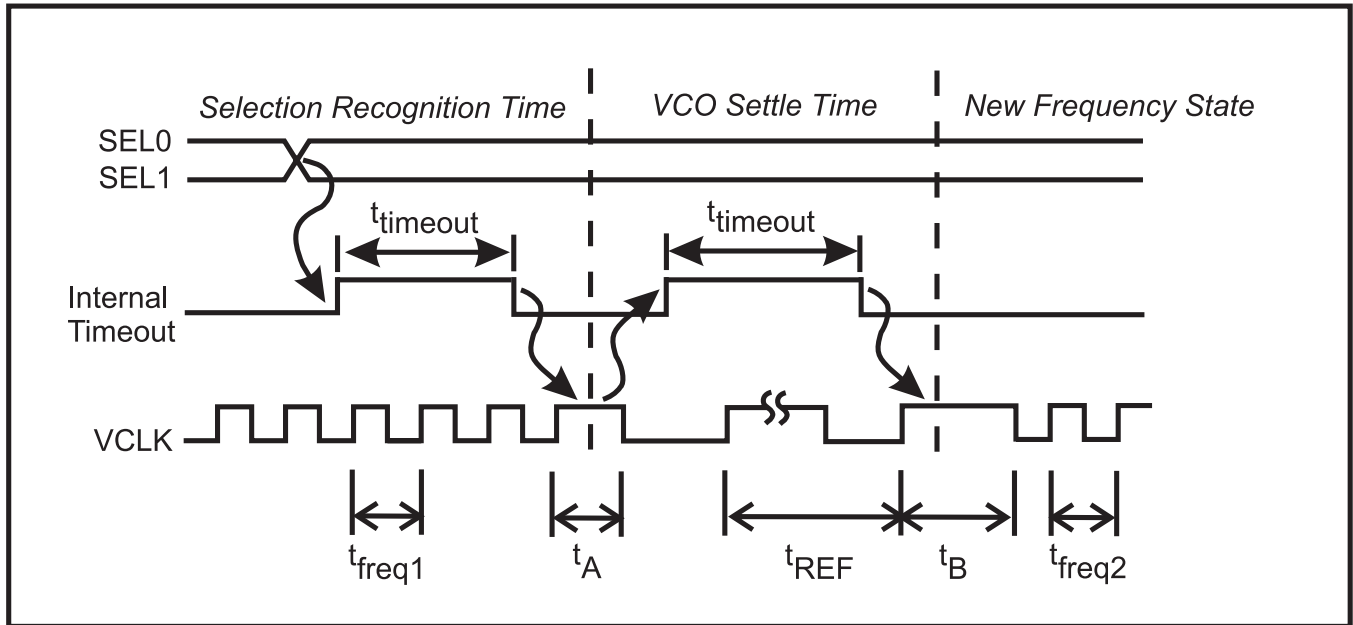 Selection Recognition Time
VCO Settle Time
New Frequency State
SEL0
SEL1
ttimeout
ttimeout
Internal
Timeout
VCLK
tfreq1
tA
tREF
tB
tfreq2